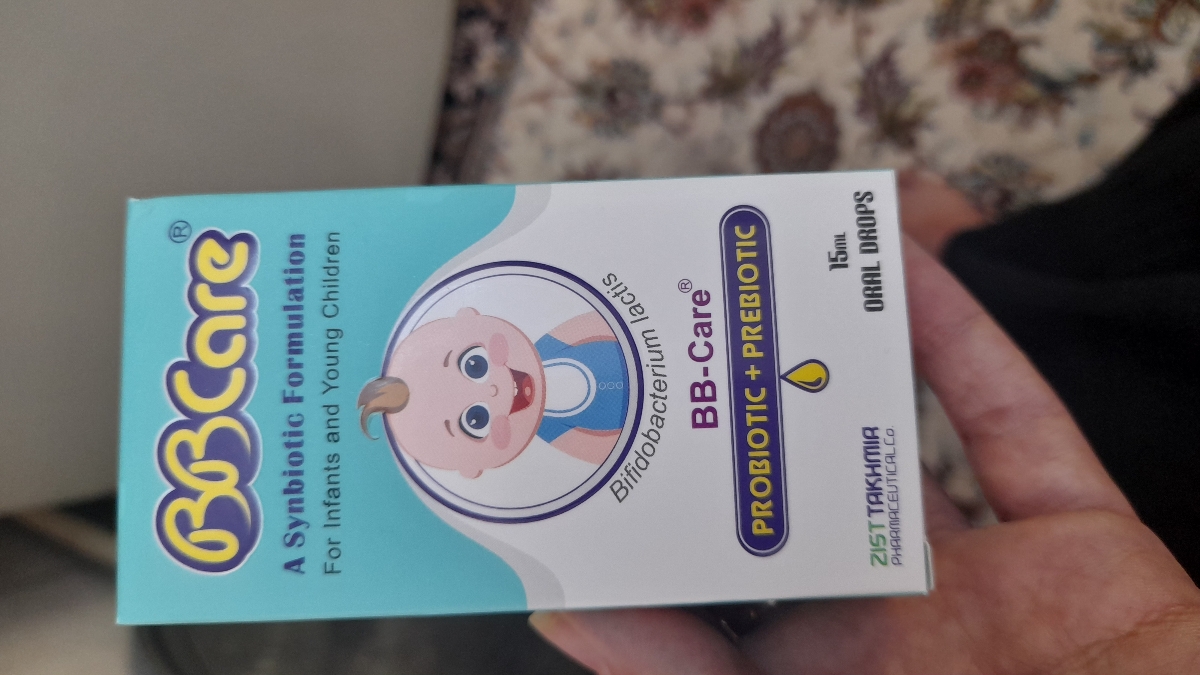 BBCare®
A Synbiotic Formulation
For Infants and Young Children
Bifidobacterium lactis
BB-Care®
PROBIOTIC + PREBIOTIC
15mL
ORAL DROPS
ZIST TAKHMIR
PHARMACEUTICAL Co.